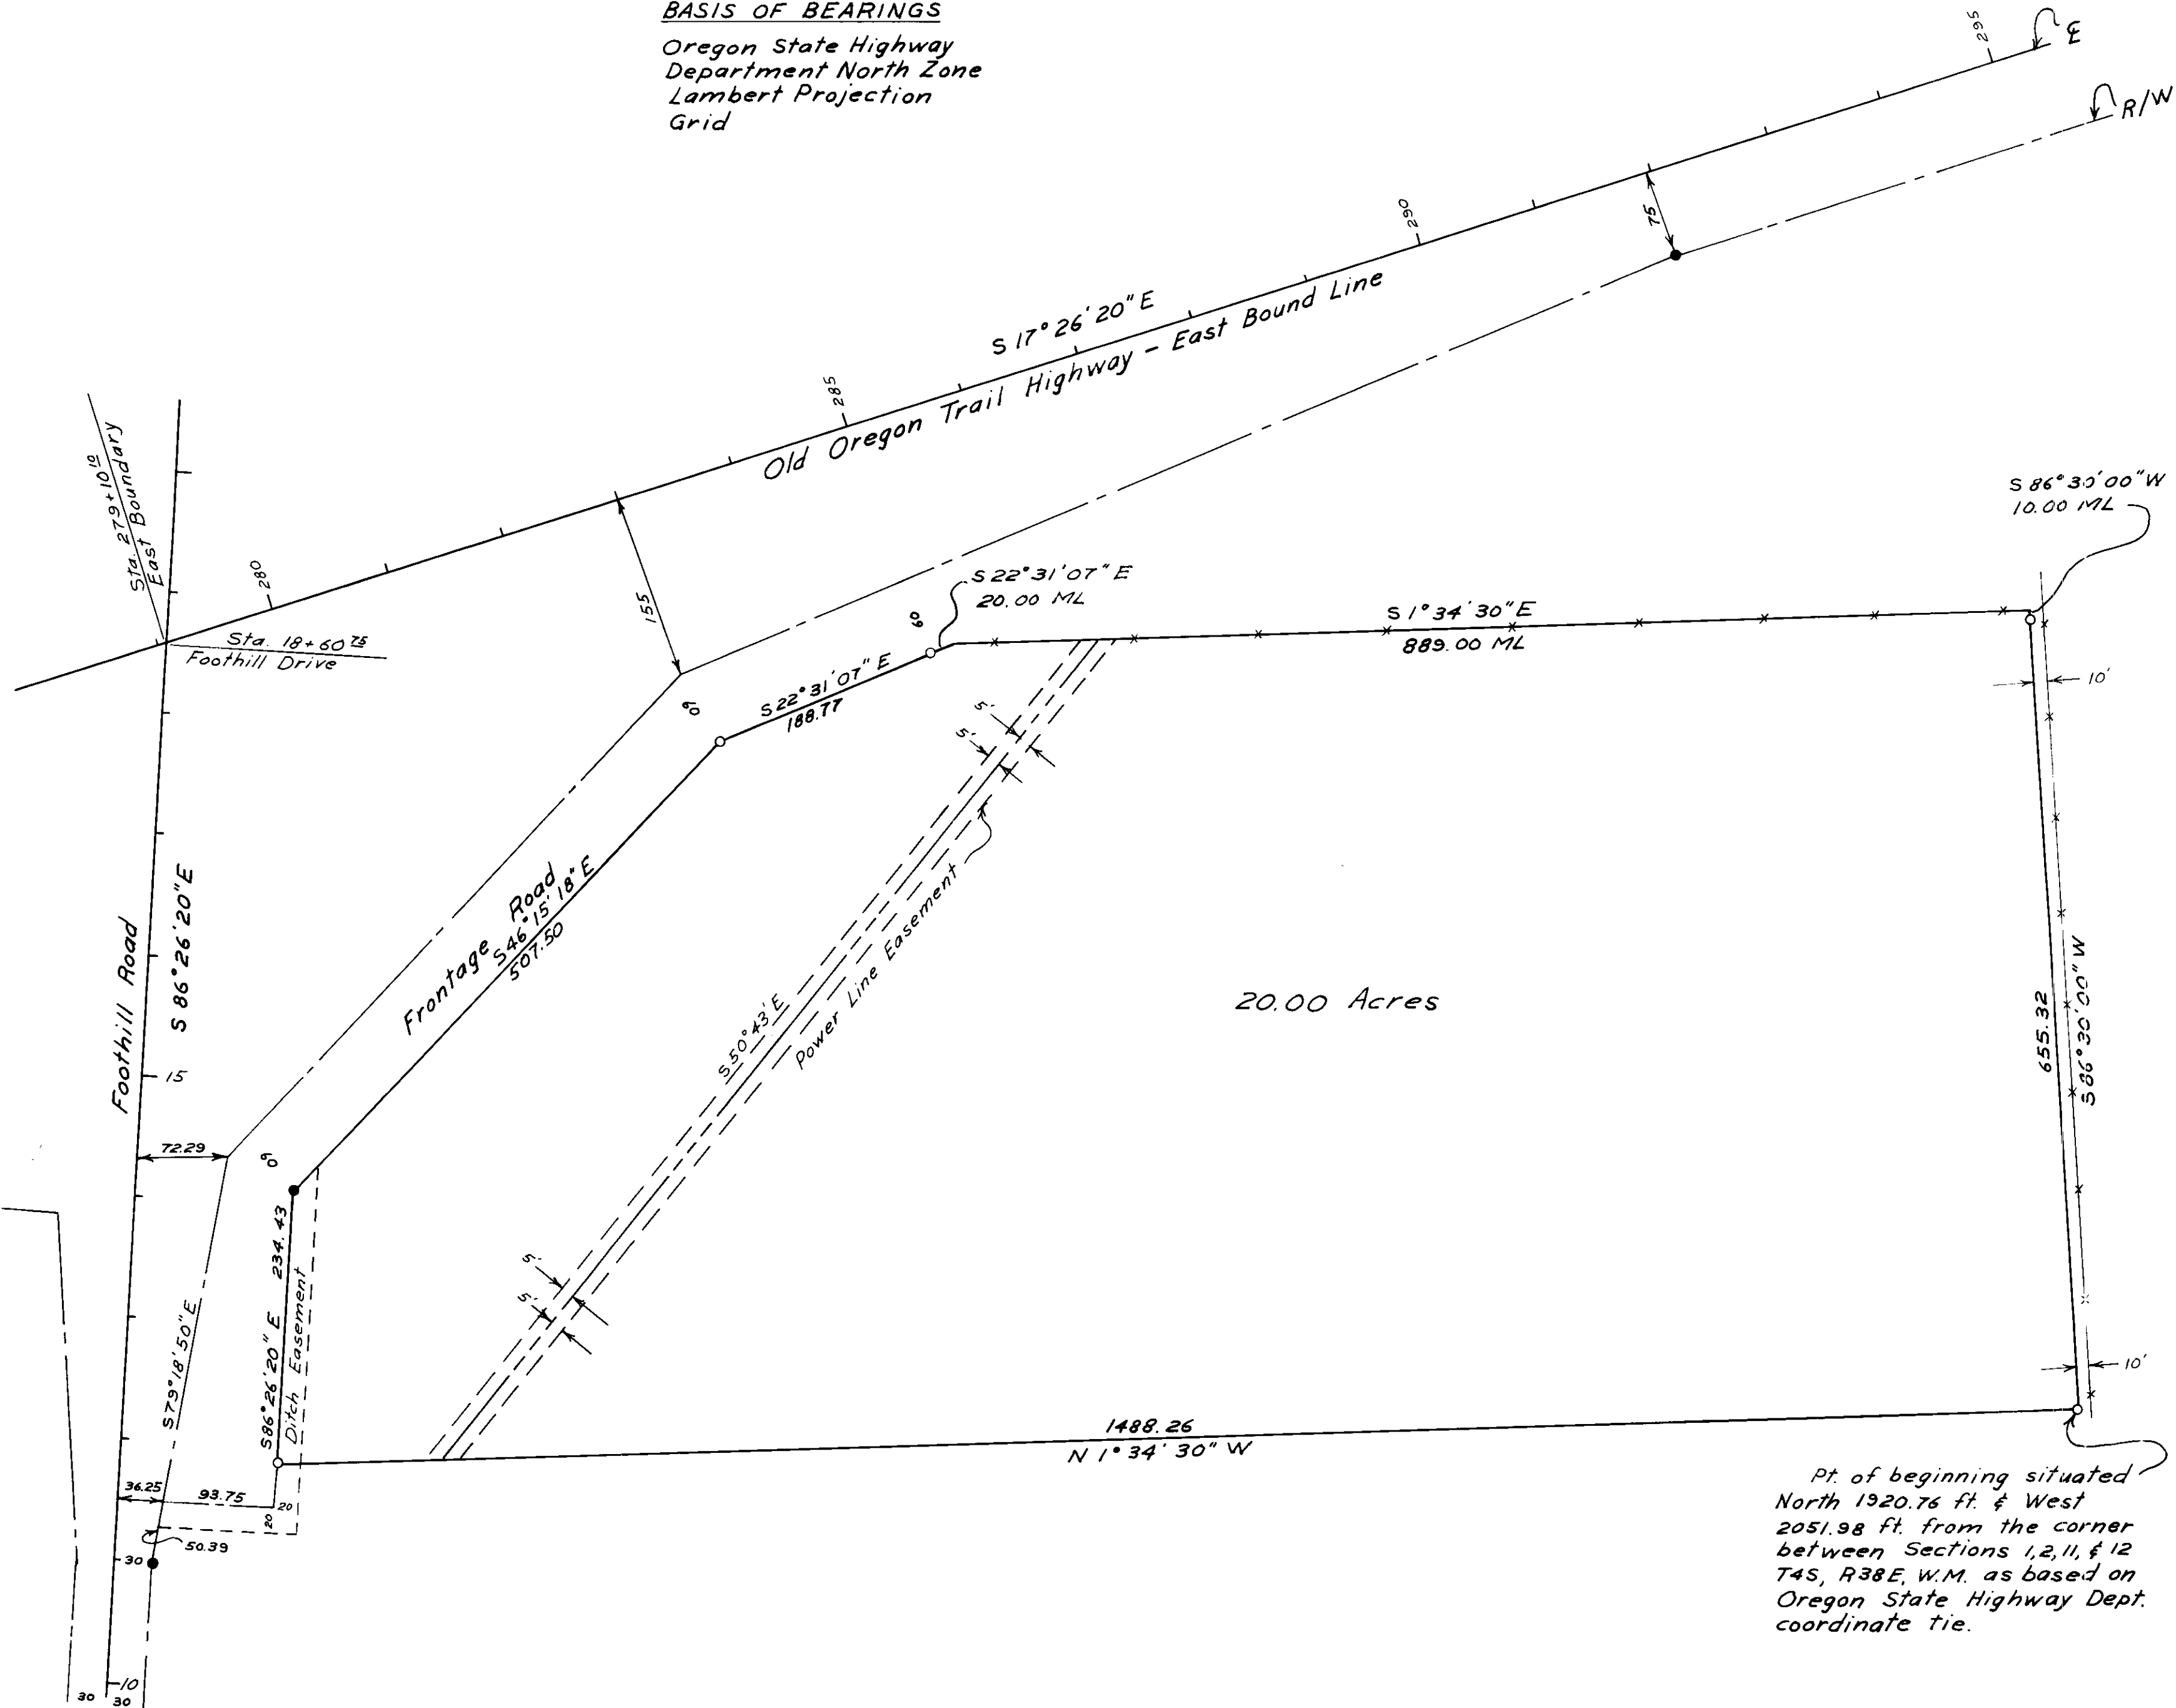 BASIS OF BEARINGS
Oregon State Highway
Department North Zone
Lambert Projection
Grid
295
℄
R/W
290
75
S 17° 26' 20" E
Old Oregon Trail Highway - East Bound Line
285
Sta. 279+10 10
East Boundary
280
Sta. 18+60 75
Foothill Drive
155
60
S 22° 31' 07" E
20.00 ML
S 86° 30' 00" W
10.00 ML
S 1° 34' 30" E
889.00 ML
10'
60
S 22° 31' 07" E
188.77
5'
5'
Frontage Road
S 46° 15' 18" E
507.50
Foothill Road
S 86° 26' 20" E
15
S 50° 43' E
Power Line Easement
20.00 Acres
655.32
S 86° 30' 00" W
72.29
60
S 79° 18' 50" E
S 86° 26' 20" E 234.43
Ditch Easement
5'
5'
10'
1488.26
N 1° 34' 30" W
36.25
93.75
20
20
50.39
30
10
30
30
Pt. of beginning situated
North 1920.76 ft. & West
2051.98 ft. from the corner
between Sections 1, 2, 11, & 12
T4S, R38E, W.M. as based on
Oregon State Highway Dept.
coordinate tie.